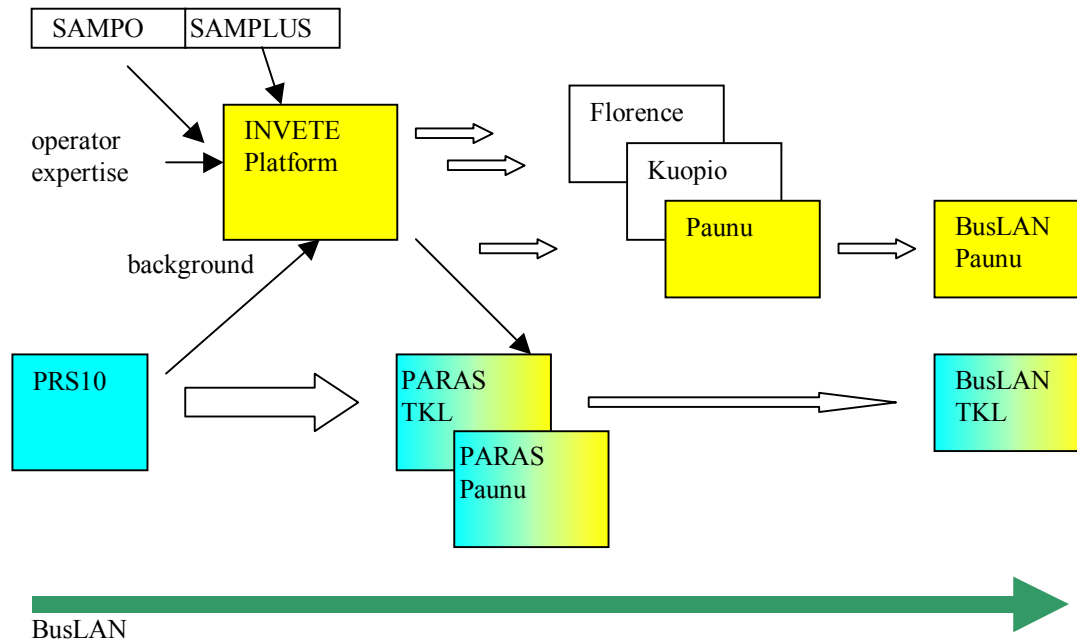 SAMPO SAMPLUS
operator
expertise
INVETE
Platform
Florence
Kuopio
Paunu
BusLAN
Paunu
background
PRS10
PARAS
TKL
PARAS
Paunu
BusLAN
TKL
BusLAN